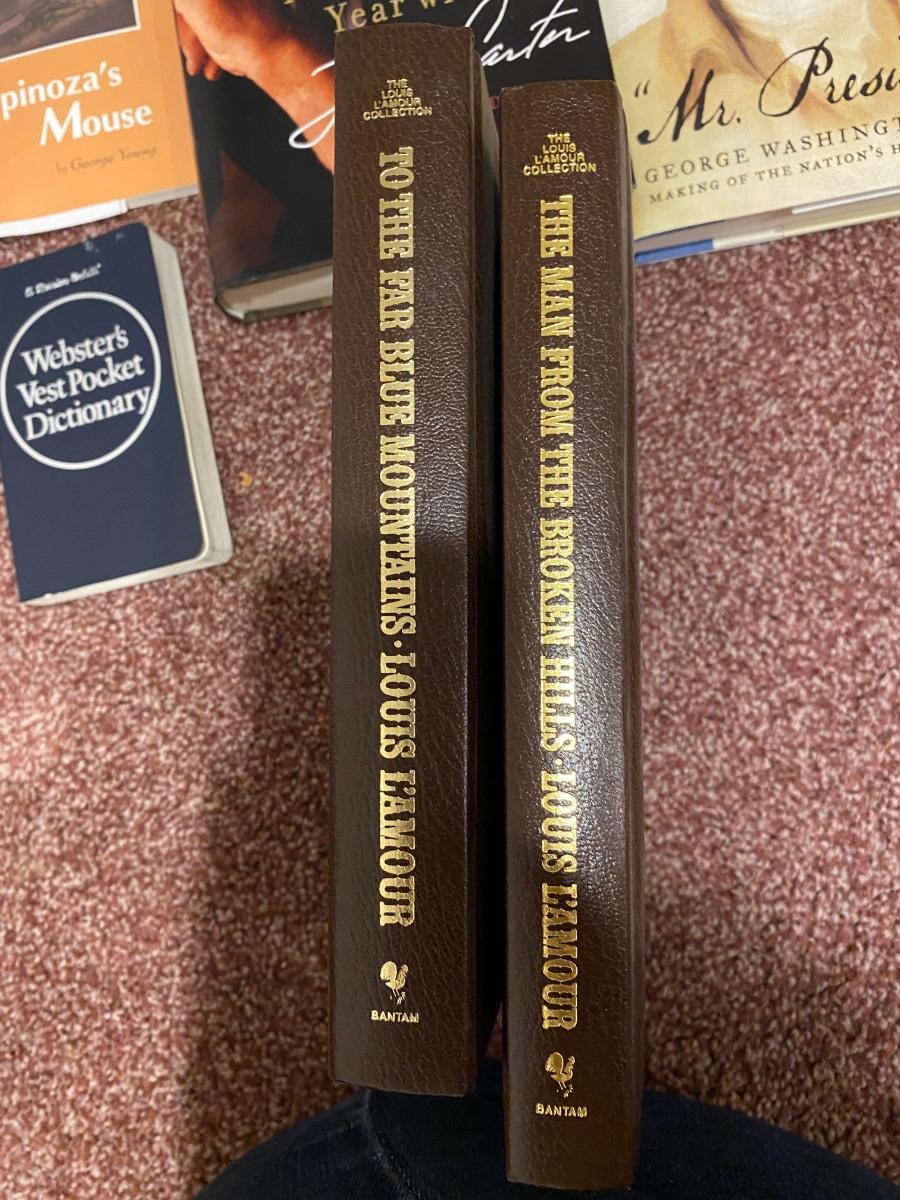 pinoza's
Mouse
by George Young
Year w
Carter
"Mr. Presi
GEORGE WASHINGT
MAKING OF THE NATION'S H
Webster's
Vest Pocket
Dictionary
THE
LOUIS
L'AMOUR
COLLECTION
TO THE FAR BLUE MOUNTAINS · LOUIS L'AMOUR
BANTAM
THE
LOUIS
L'AMOUR
COLLECTION
THE MAN FROM THE BROKEN HILLS · LOUIS L'AMOUR
BANTAM